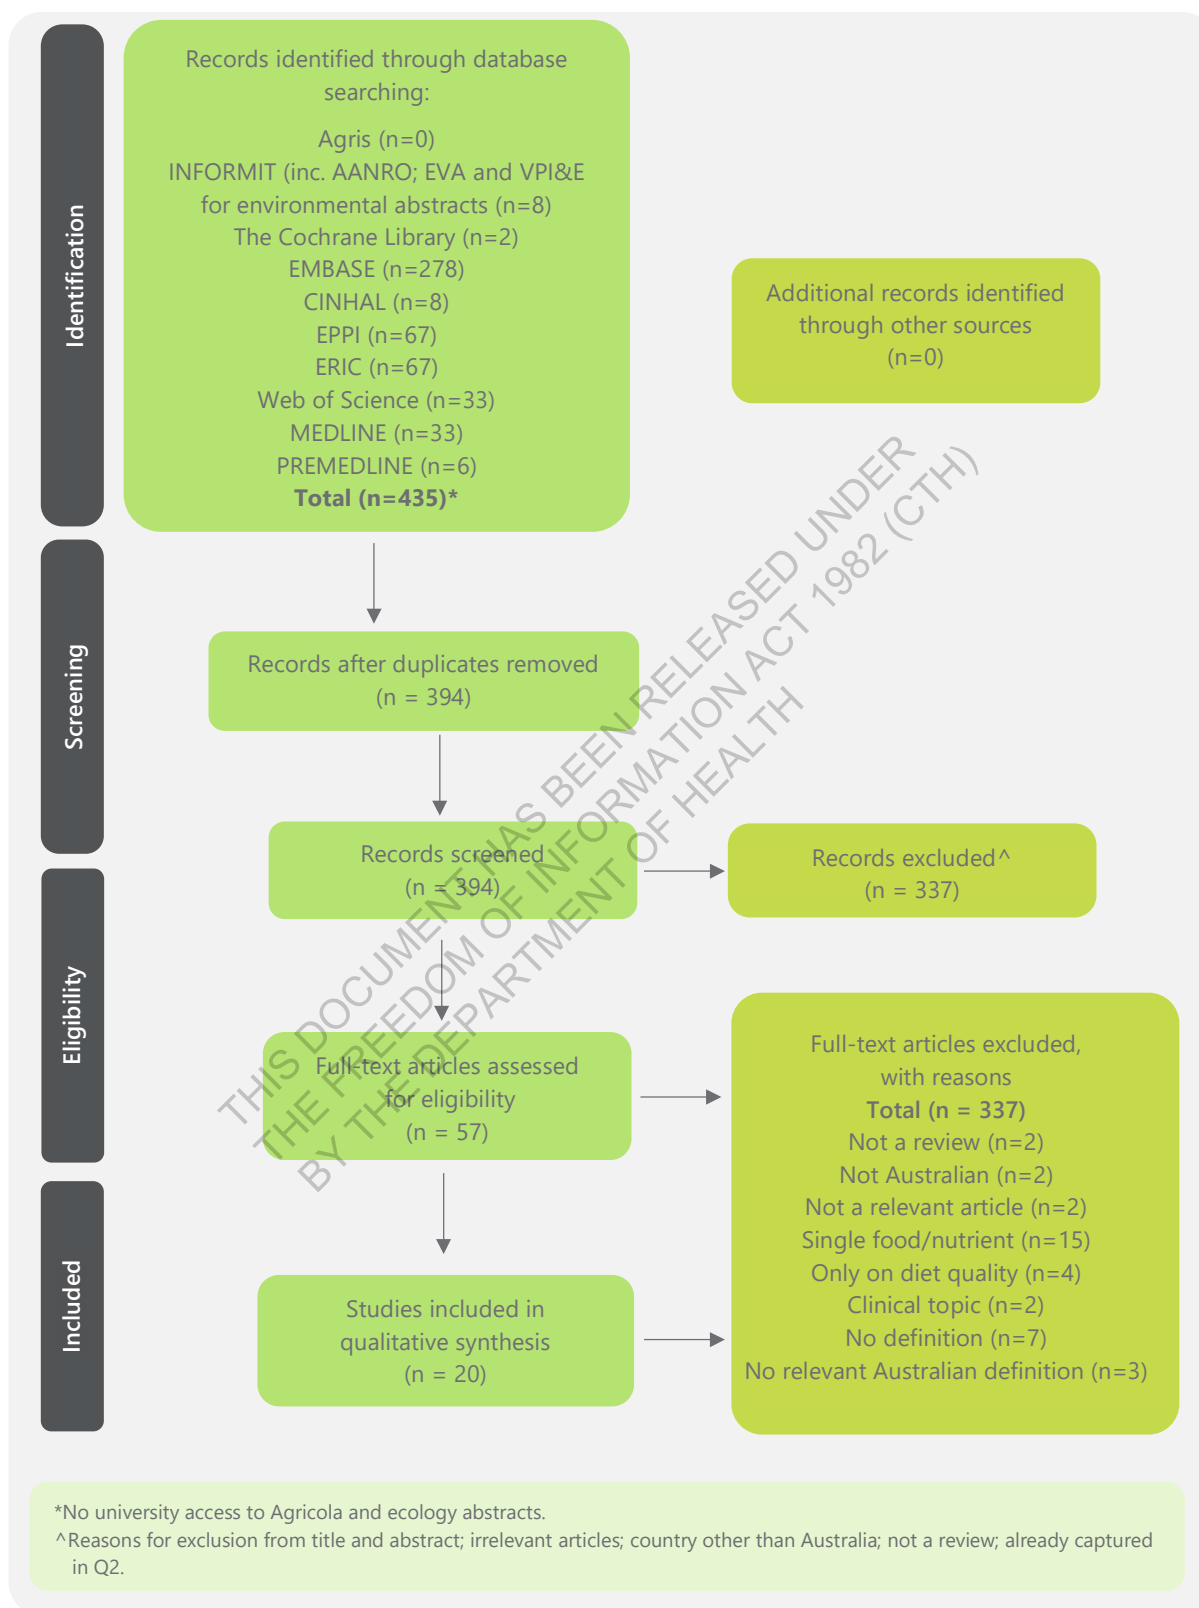 Identification
Records identified through database
searching:
Agris (n=0)
INFORMIT (inc. AANRO; EVA and VPI&E
for environmental abstracts (n=8)
The Cochrane Library (n=2)
EMBASE (n=278)
CINHAL (n=8)
EPPI (n=67)
ERIC (n=67)
Web of Science (n=33)
MEDLINE (n=33)
PREMEDLINE (n=6)
Total (n=435)*
Additional records identified
through other sources
(n=0)
Screening
Records after duplicates removed
(n = 394)
Records screened
(n = 394)
Records excluded^
(n = 337)
Eligibility
Full-text articles assessed
for eligibility
(n = 57)
Full-text articles excluded,
with reasons
Total (n = 337)
Not a review (n=2)
Not Australian (n=2)
Not a relevant article (n=2)
Single food/nutrient (n=15)
Only on diet quality (n=4)
Clinical topic (n=2)
No definition (n=7)
No relevant Australian definition (n=3)
Included
Studies included in
qualitative synthesis
(n = 20)
THIS DOCUMENT HAS BEEN RELEASED UNDER
THE FREEDOM OF INFORMATION ACT 1982 (CTH)
BY THE DEPARTMENT OF HEALTH
*No university access to Agricola and ecology abstracts.
^Reasons for exclusion from title and abstract; irrelevant articles; country other than Australia; not a review; already captured
in Q2.